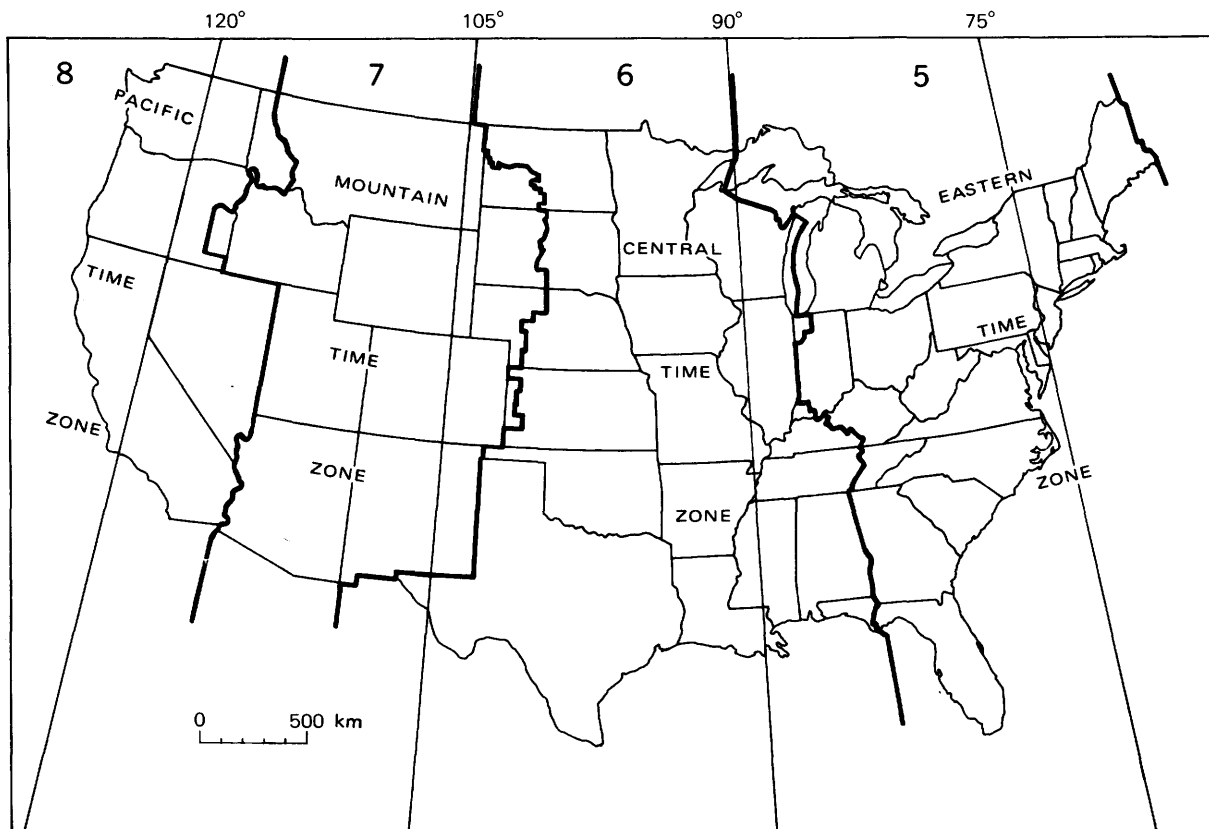 120° 105° 90° 75°
8 7 6 5
PACIFIC
TIME
ZONE
MOUNTAIN
TIME
ZONE
CENTRAL
TIME
ZONE
EASTERN
TIME
ZONE
0 500 km